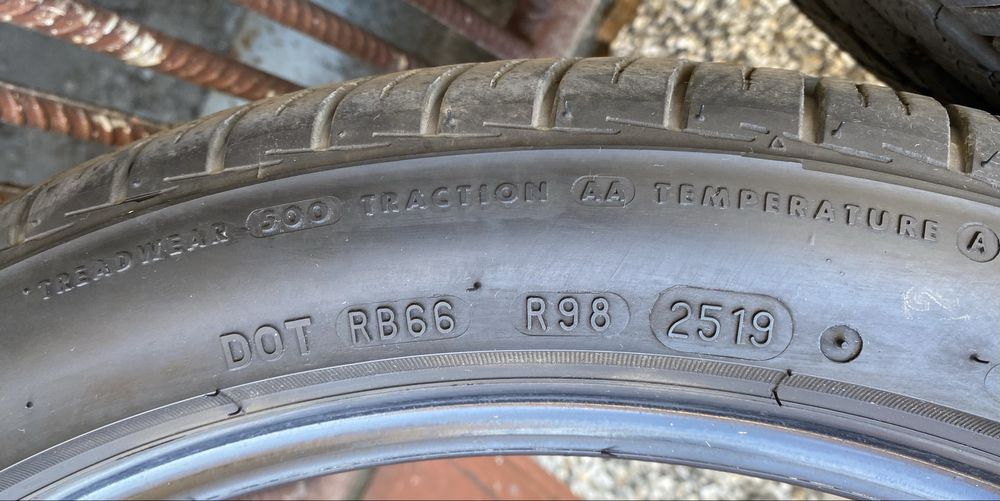 TREADWEAR 500 TRACTION AA TEMPERATURE A
DOT RB66 R98 2519